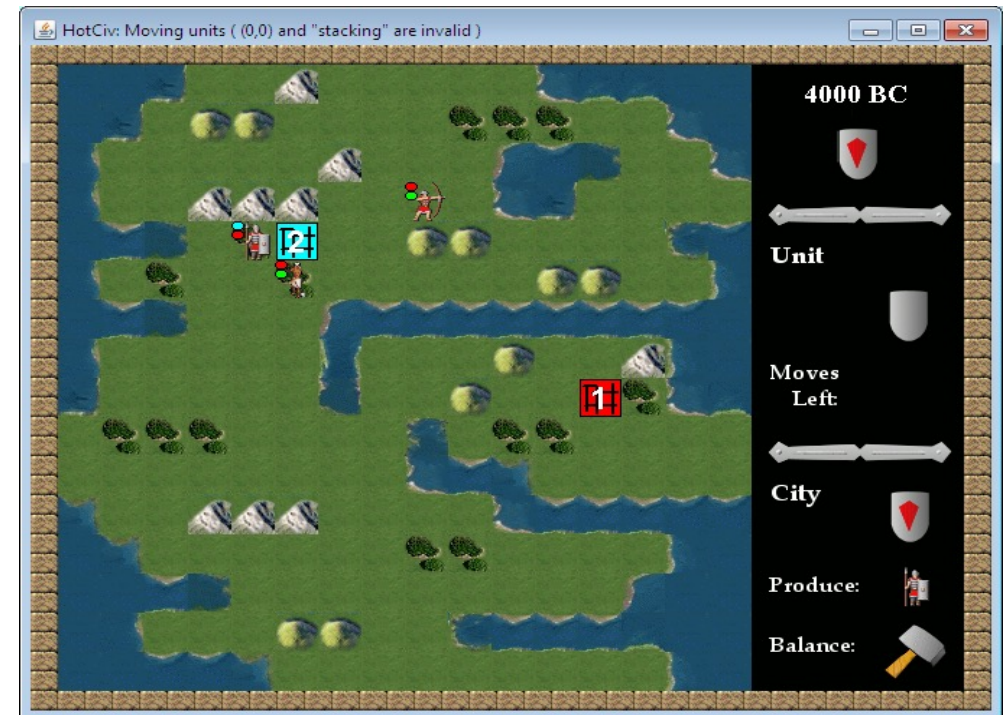 HotCiv: Moving units ( (0,0) and "stacking" are invalid )
4000 BC
Unit
2
Moves
Left:
1
City
Produce:
Balance: